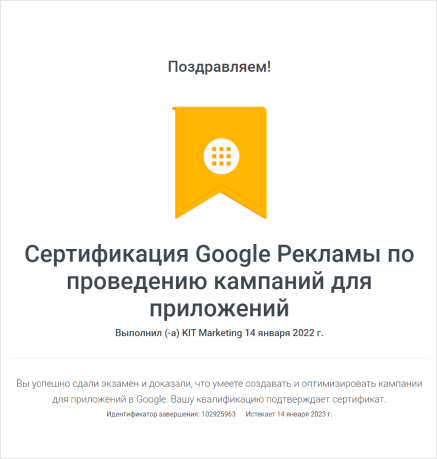 Поздравляем!
Сертификация Google Рекламы по
проведению кампаний для
приложений
Выполнил (-а) KIT Marketing 14 января 2022 г.
Вы успешно сдали экзамен и доказали, что умеете создавать и оптимизировать кампании
для приложений в Google. Вашу квалификацию подтверждает сертификат.
Идентификатор завершения: 102925963 Истекает 14 января 2023 г.